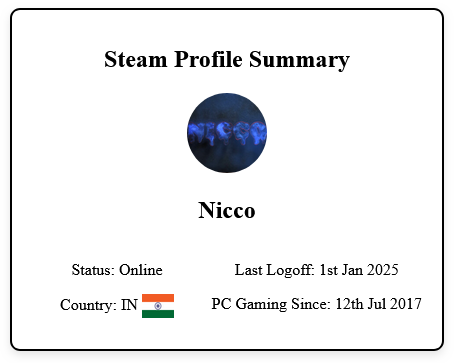 Steam Profile Summary
Nicco
Status: Online
Last Logoff: 1st Jan 2025
Country: IN
PC Gaming Since: 12th Jul 2017